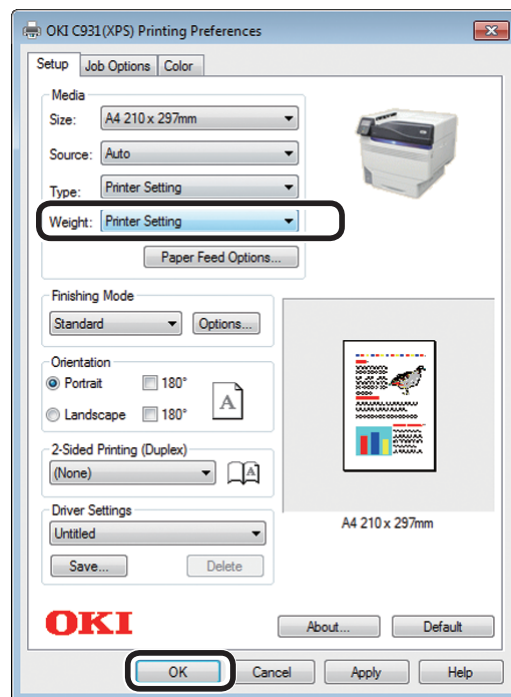 OKI C931(XPS) Printing Preferences
Setup Job Options Color
Media
Size: A4 210 x 297mm
Source: Auto
Type: Printer Setting
Weight: Printer Setting
Paper Feed Options...
Finishing Mode
Standard Options...
Orientation
Portrait 180°
Landscape 180°
A
2-Sided Printing (Duplex)
(None) A
Driver Settings
Untitled
Save... Delete
A4 210 x 297mm
OKI
About... Default
OK Cancel Apply Help